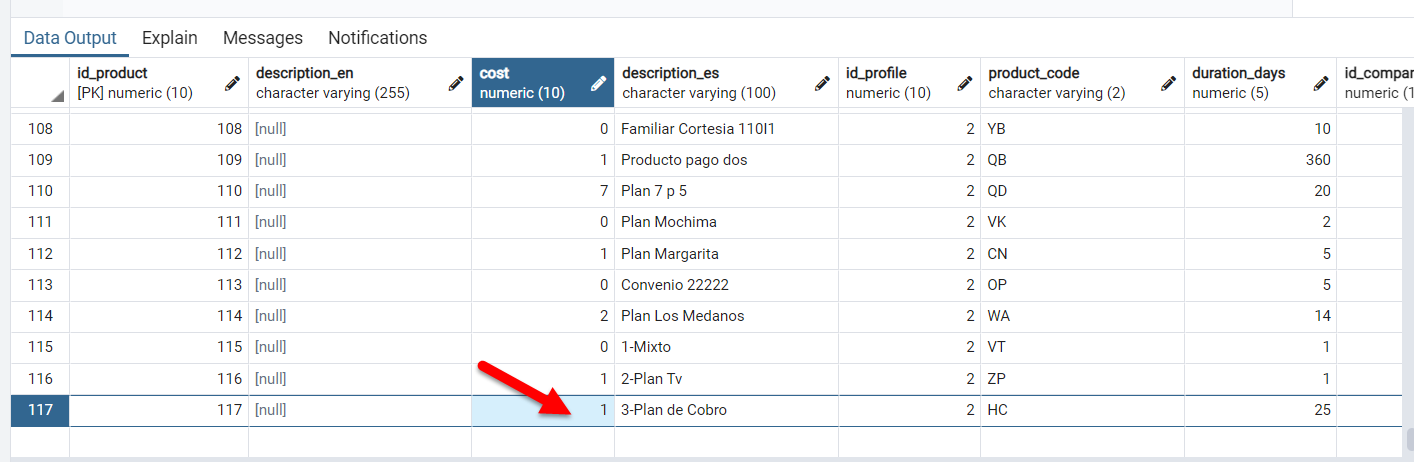 Data Output Explain Messages Notifications
id_product description_en cost description_es id_profile product_code duration_days id_compar
[PK] numeric (10) character varying (255) numeric (10) character varying (100) numeric (10) character varying (2) numeric (5) numeric (1
108 108 [null] 0 Familiar Cortesia 110I1 2 YB 10
109 109 [null] 1 Producto pago dos 2 QB 360
110 110 [null] 7 Plan 7 p 5 2 QD 20
111 111 [null] 0 Plan Mochima 2 VK 2
112 112 [null] 1 Plan Margarita 2 CN 5
113 113 [null] 0 Convenio 22222 2 OP 5
114 114 [null] 2 Plan Los Medanos 2 WA 14
115 115 [null] 0 1-Mixto 2 VT 1
116 116 [null] 1 2-Plan Tv 2 ZP 1
117 117 [null] 1 3-Plan de Cobro 2 HC 25